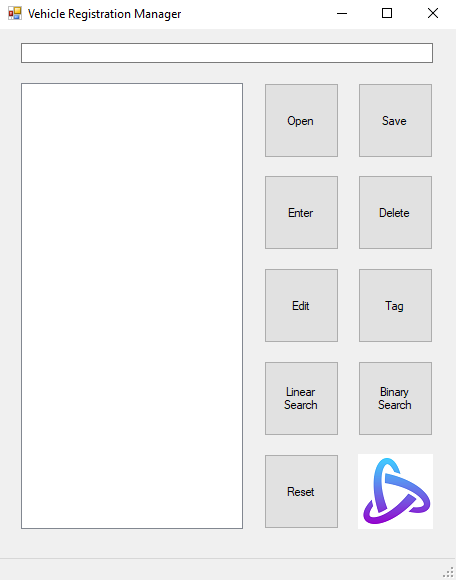 Vehicle Registration Manager
Open
Save
Enter
Delete
Edit
Tag
Linear
Search
Binary
Search
Reset